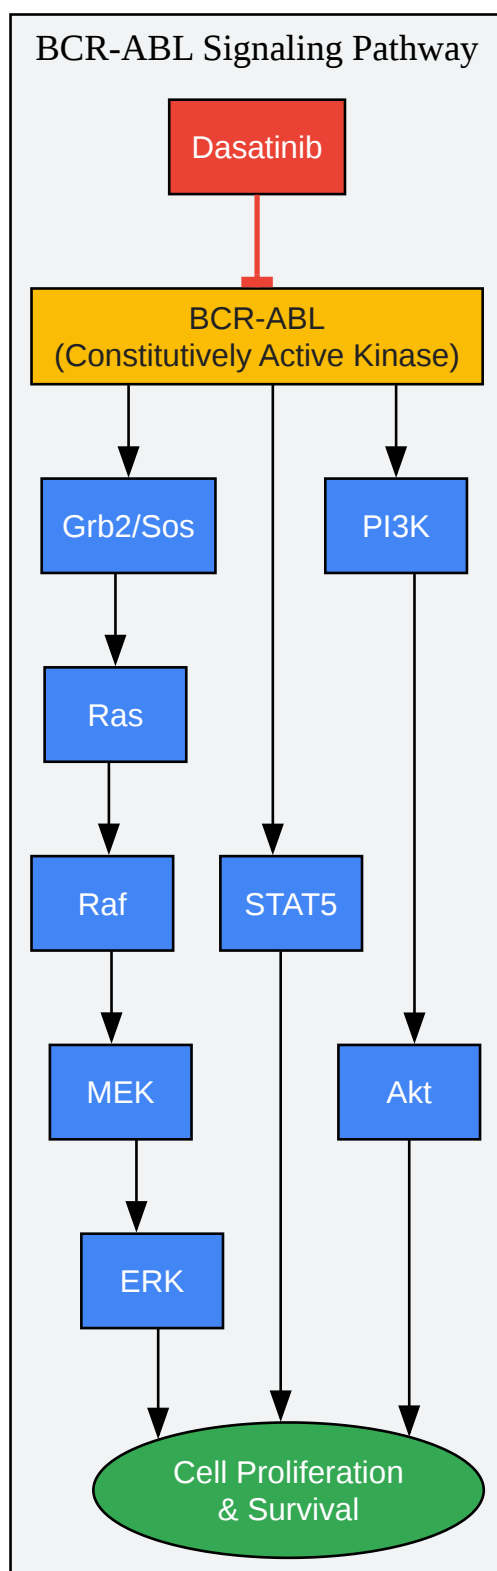 BCR-ABL Signaling Pathway
Dasatinib
BCR-ABL
(Constitutively Active Kinase)
Grb2/Sos
PI3K
Ras
Raf
STAT5
MEK
Akt
ERK
Cell Proliferation
& Survival